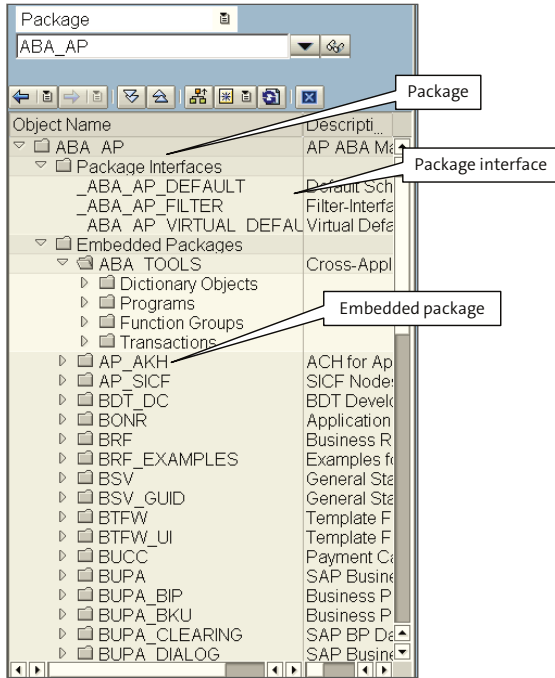 Package
ABA_AP
Package
Object Name Descripti
ABA_AP AP ABA Ma
Package interface
Package Interfaces
_ABA_AP_DEFAULT Default Sch
_ABA_AP_FILTER Filter-Interfa
_ABA_AP_VIRTUAL_DEFAU Virtual Defa
Embedded Packages
ABA_TOOLS Cross-Appl
Dictionary Objects
Programs
Embedded package
Function Groups
Transactions
AP_AKH ACH for Ap
AP_SICF SICF Nodes
BDT_DC BDT Develo
BONR Application
BRF Business R
BRF_EXAMPLES Examples fo
BSV General Sta
BSV_GUID General Sta
BTFW Template F
BTFW_UI Template F
BUCC Payment Ca
BUPA SAP Busine
BUPA_BIP Business P
BUPA_BKU Business P
BUPA_CLEARING SAP BP Da
BUPA_DIALOG SAP Busine